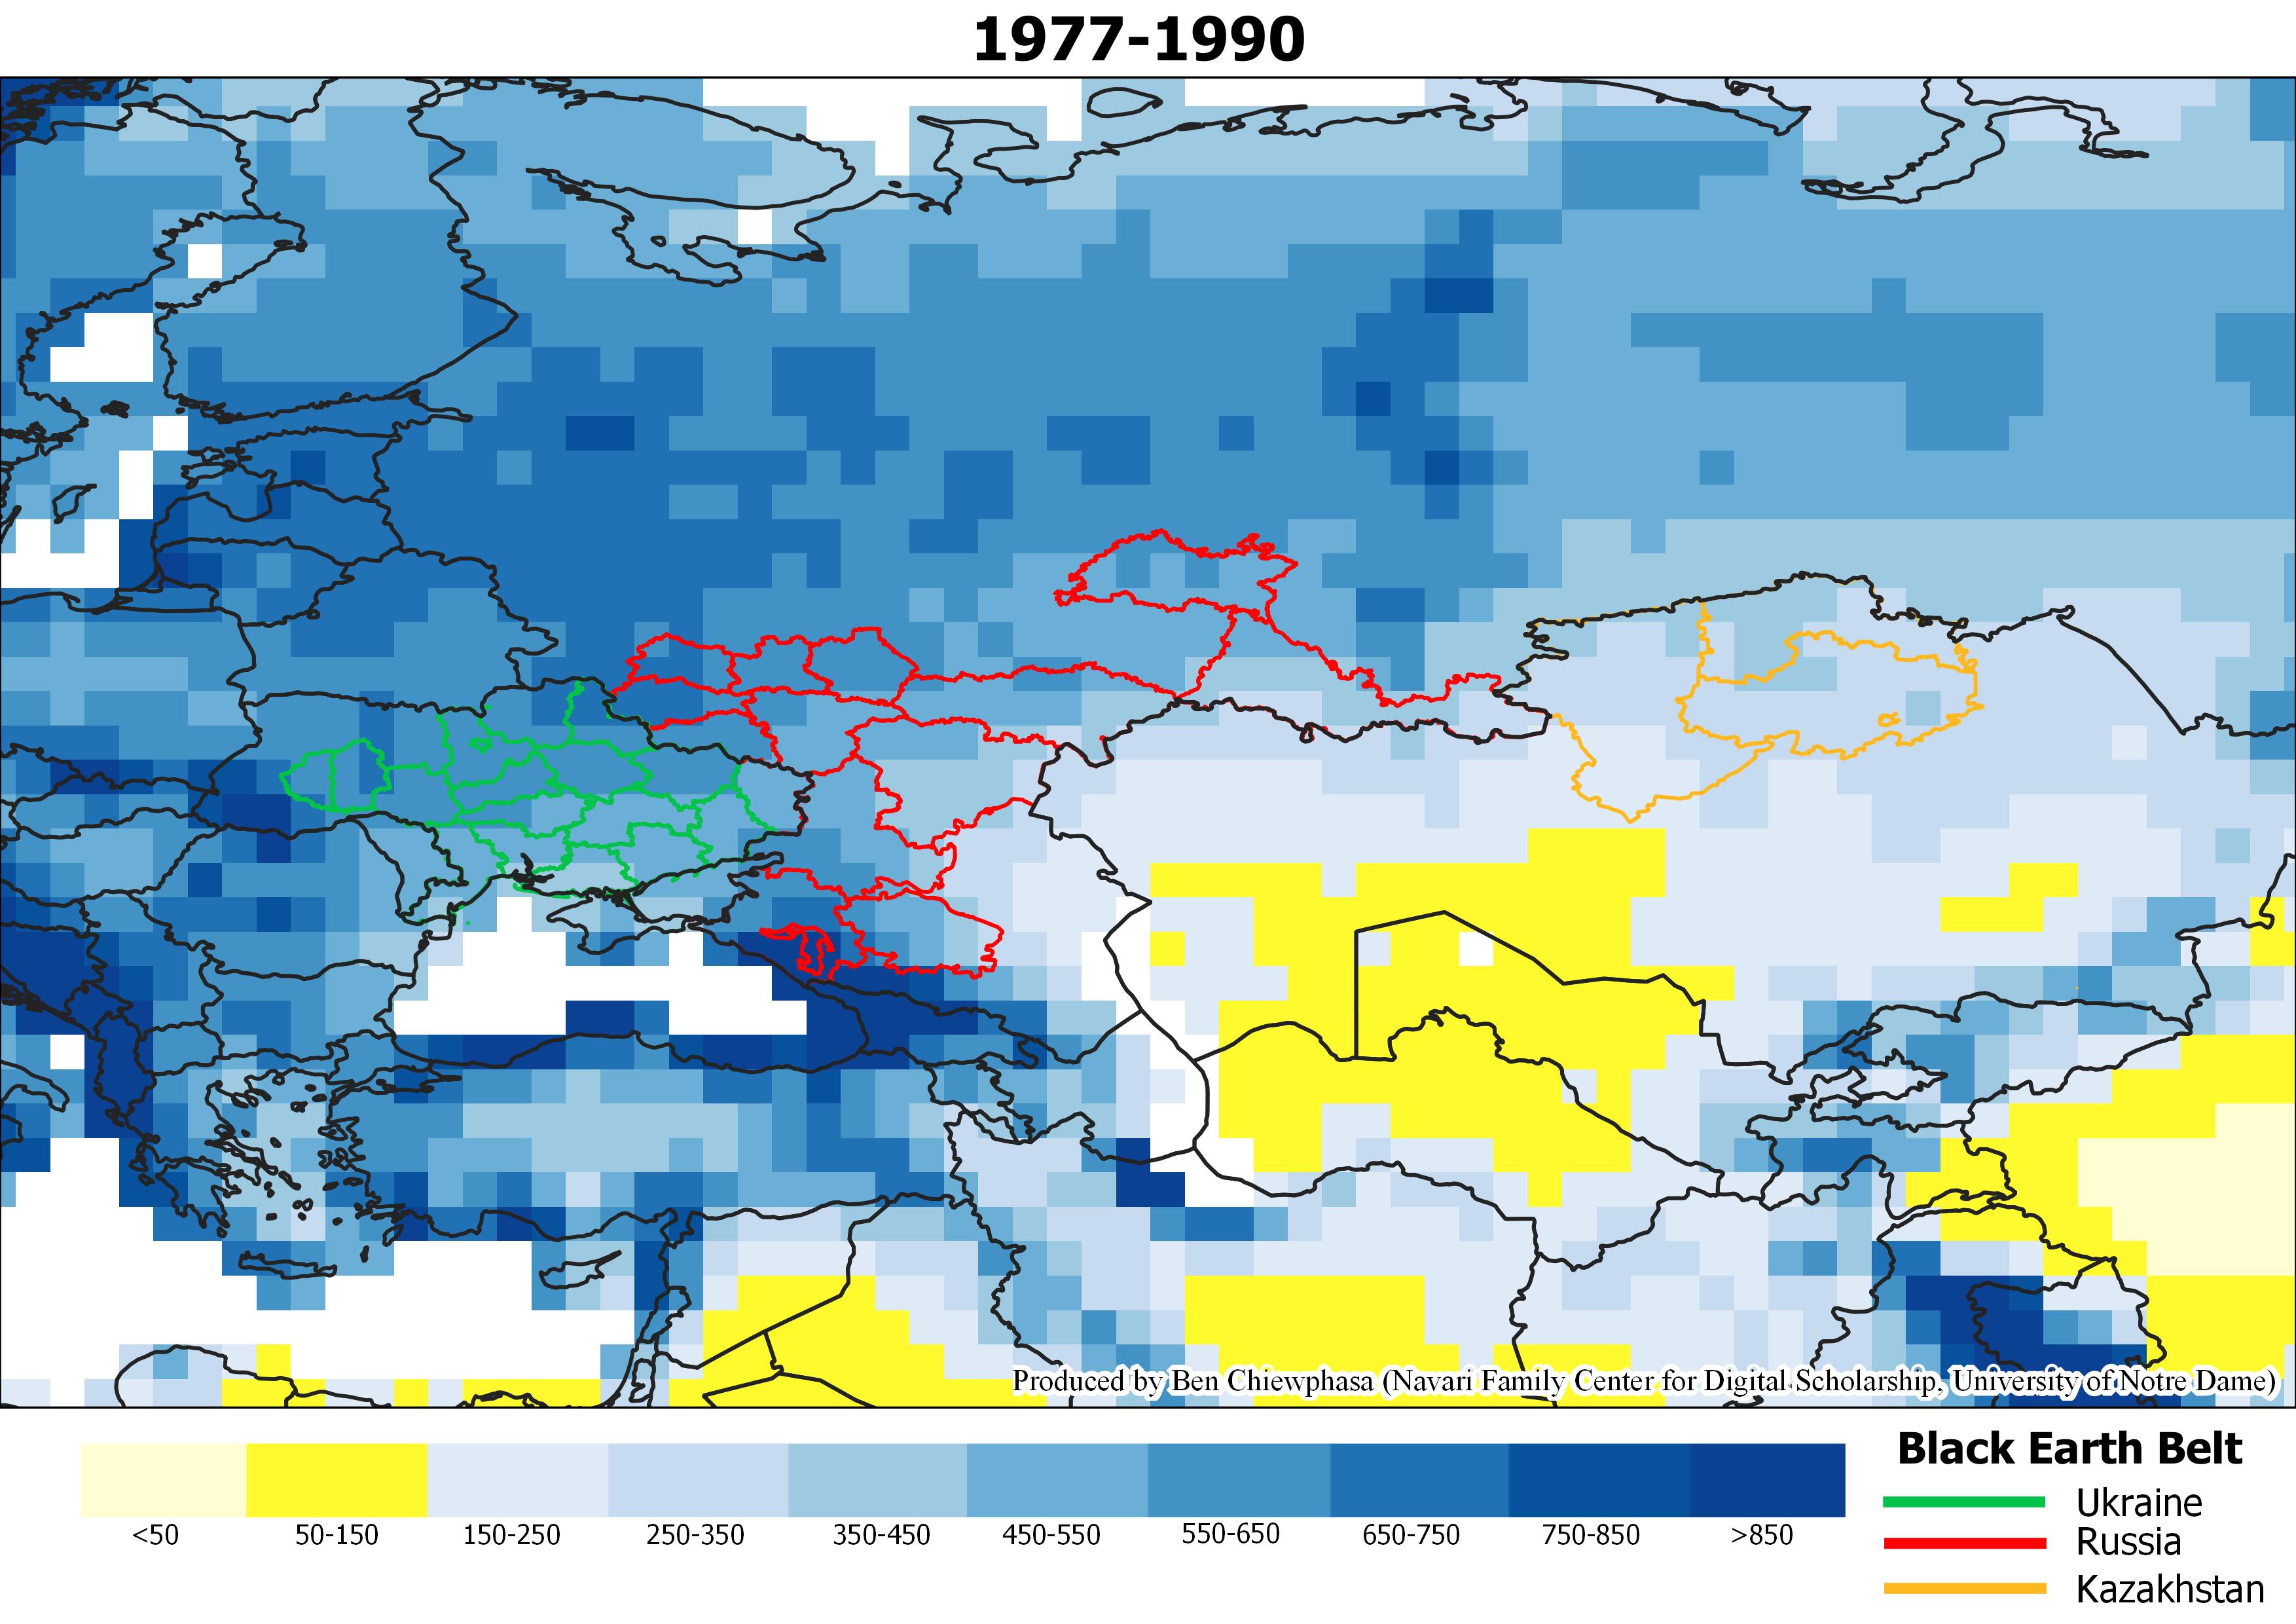 1977-1990
Produced by Ben Chiewphasa (Navari Family Center for Digital Scholarship, University of Notre Dame)
<50 50-150 150-250 250-350 350-450 450-550 550-650 650-750 750-850 >850
Black Earth Belt
Ukraine
Russia
Kazakhstan